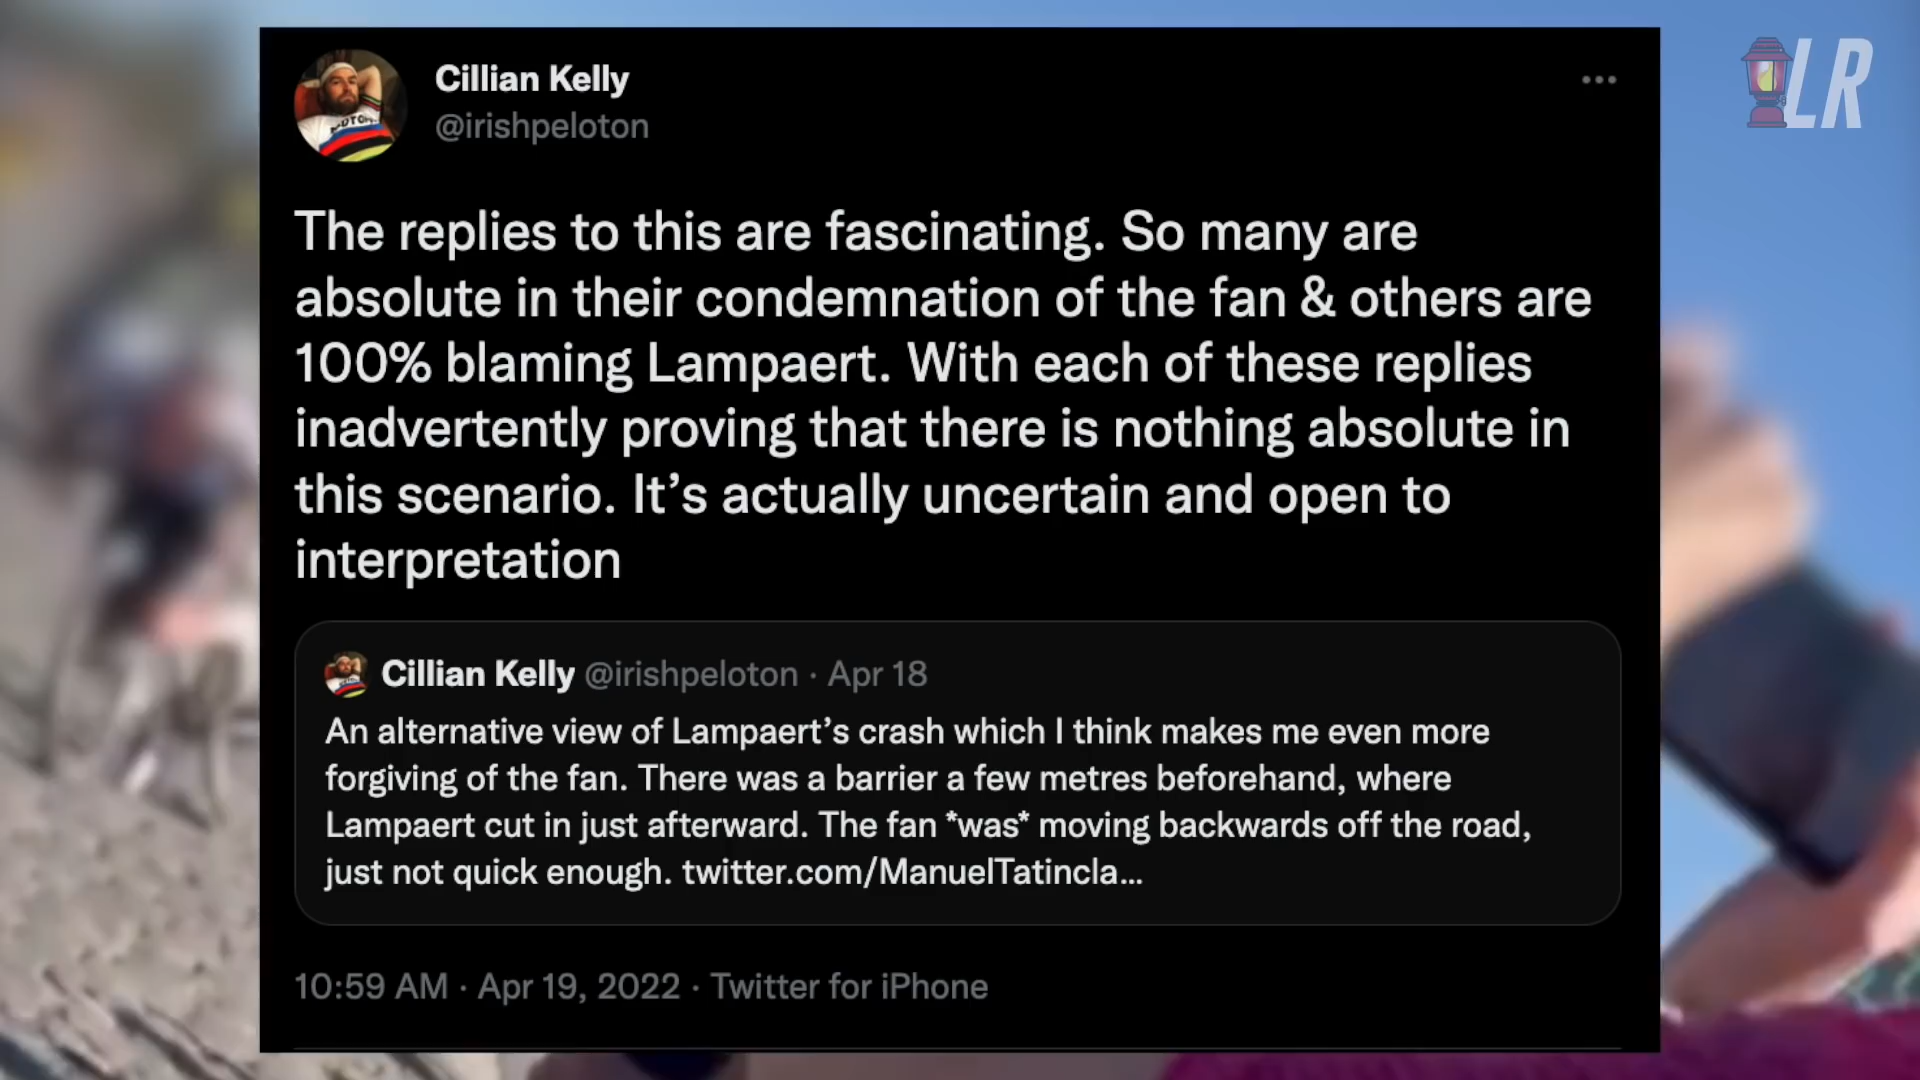 LR
Cillian Kelly
@irishpeloton
The replies to this are fascinating. So many are
absolute in their condemnation of the fan & others are
100% blaming Lampaert. With each of these replies
inadvertently proving that there is nothing absolute in
this scenario. It’s actually uncertain and open to
interpretation
Cillian Kelly @irishpeloton · Apr 18
An alternative view of Lampaert’s crash which I think makes me even more
forgiving of the fan. There was a barrier a few metres beforehand, where
Lampaert cut in just afterward. The fan *was* moving backwards off the road,
just not quick enough. twitter.com/ManuelTatincla…
10:59 AM · Apr 19, 2022 · Twitter for iPhone